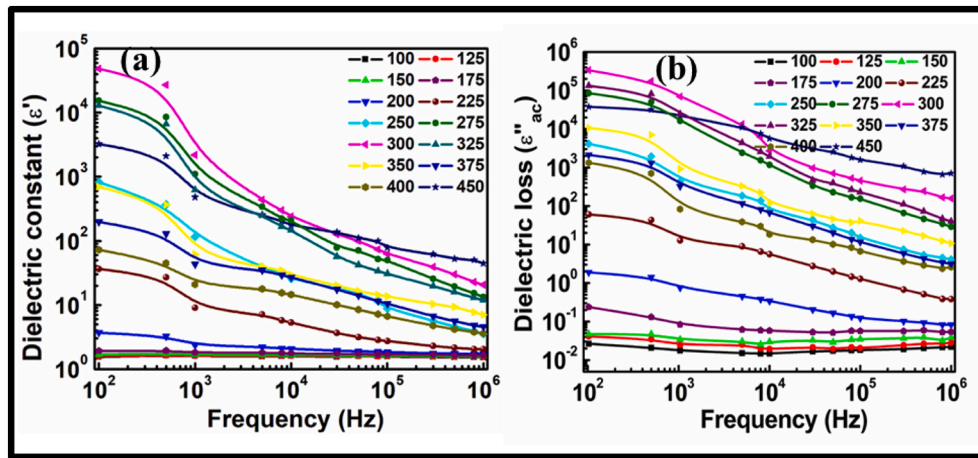 (a)
Dielectric constant (ε')
10^5
10^4
10^3
10^2
10^1
10^0
100 125
150 175
200 225
250 275
300 325
350 375
400 450
10^2 10^3 10^4 10^5 10^6
Frequency (Hz)
(b)
Dielectric loss (ε"ac)
10^6
10^5
10^4
10^3
10^2
10^1
10^0
10^-1
10^-2
100 125 150
175 200 225
250 275 300
325 350 375
400 450
10^2 10^3 10^4 10^5 10^6
Frequency (Hz)